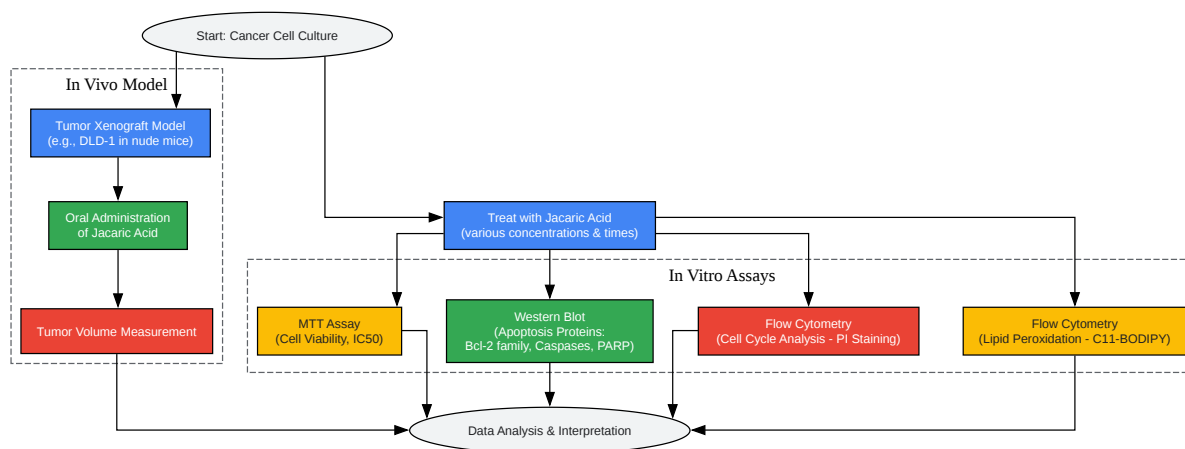 Start: Cancer Cell Culture
In Vivo Model
Tumor Xenograft Model
(e.g., DLD-1 in nude mice)
Oral Administration
of Jacaric Acid
Tumor Volume Measurement
Treat with Jacaric Acid
(various concentrations & times)
In Vitro Assays
MTT Assay
(Cell Viability, IC50)
Western Blot
(Apoptosis Proteins:
Bcl-2 family, Caspases, PARP)
Flow Cytometry
(Cell Cycle Analysis - PI Staining)
Flow Cytometry
(Lipid Peroxidation - C11-BODIPY)
Data Analysis & Interpretation